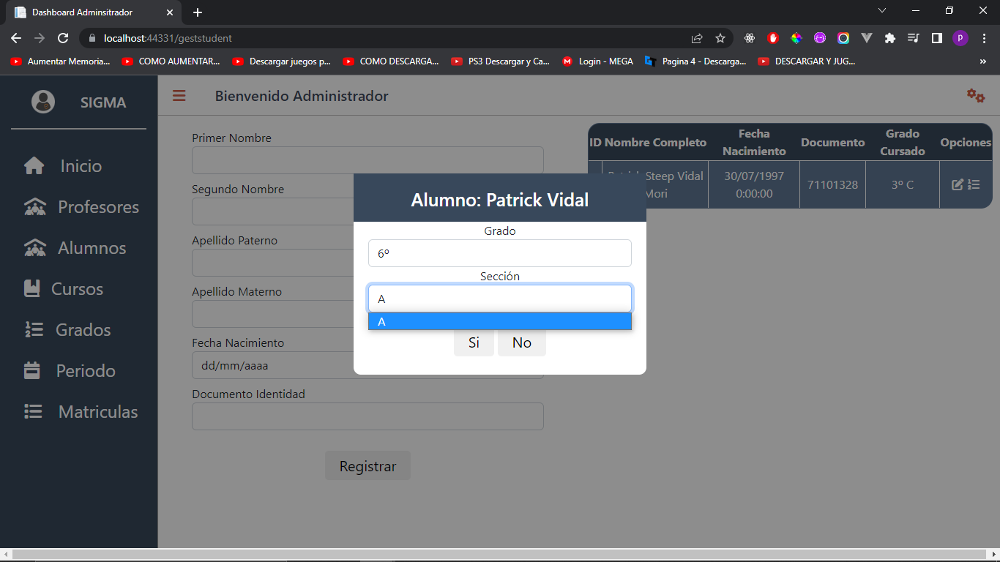 Dashboard Adminsitrador
localhost:44331/geststudent
p
Aumentar Memoria...
COMO AUMENTAR...
Descargar juegos p...
COMO DESCARGA...
PS3 Descargar y Ca...
M
Login - MEGA
Pagina 4 - Descarga...
DESCARGAR Y JUG...
»
SIGMA
Inicio
Profesores
Alumnos
Cursos
Grados
Periodo
Matriculas
Bienvenido Administrador
Primer Nombre
Segundo Nombre
Apellido Paterno
Apellido Materno
Fecha Nacimiento
dd/mm/aaaa
Documento Identidad
Registrar
ID Nombre Completo Fecha Nacimiento Documento Grado Cursado Opciones
Steep Vidal Mori 30/07/1997 0:00:00 71101328 3º C
Alumno: Patrick Vidal
Grado
6º
Sección
A
A
Si No